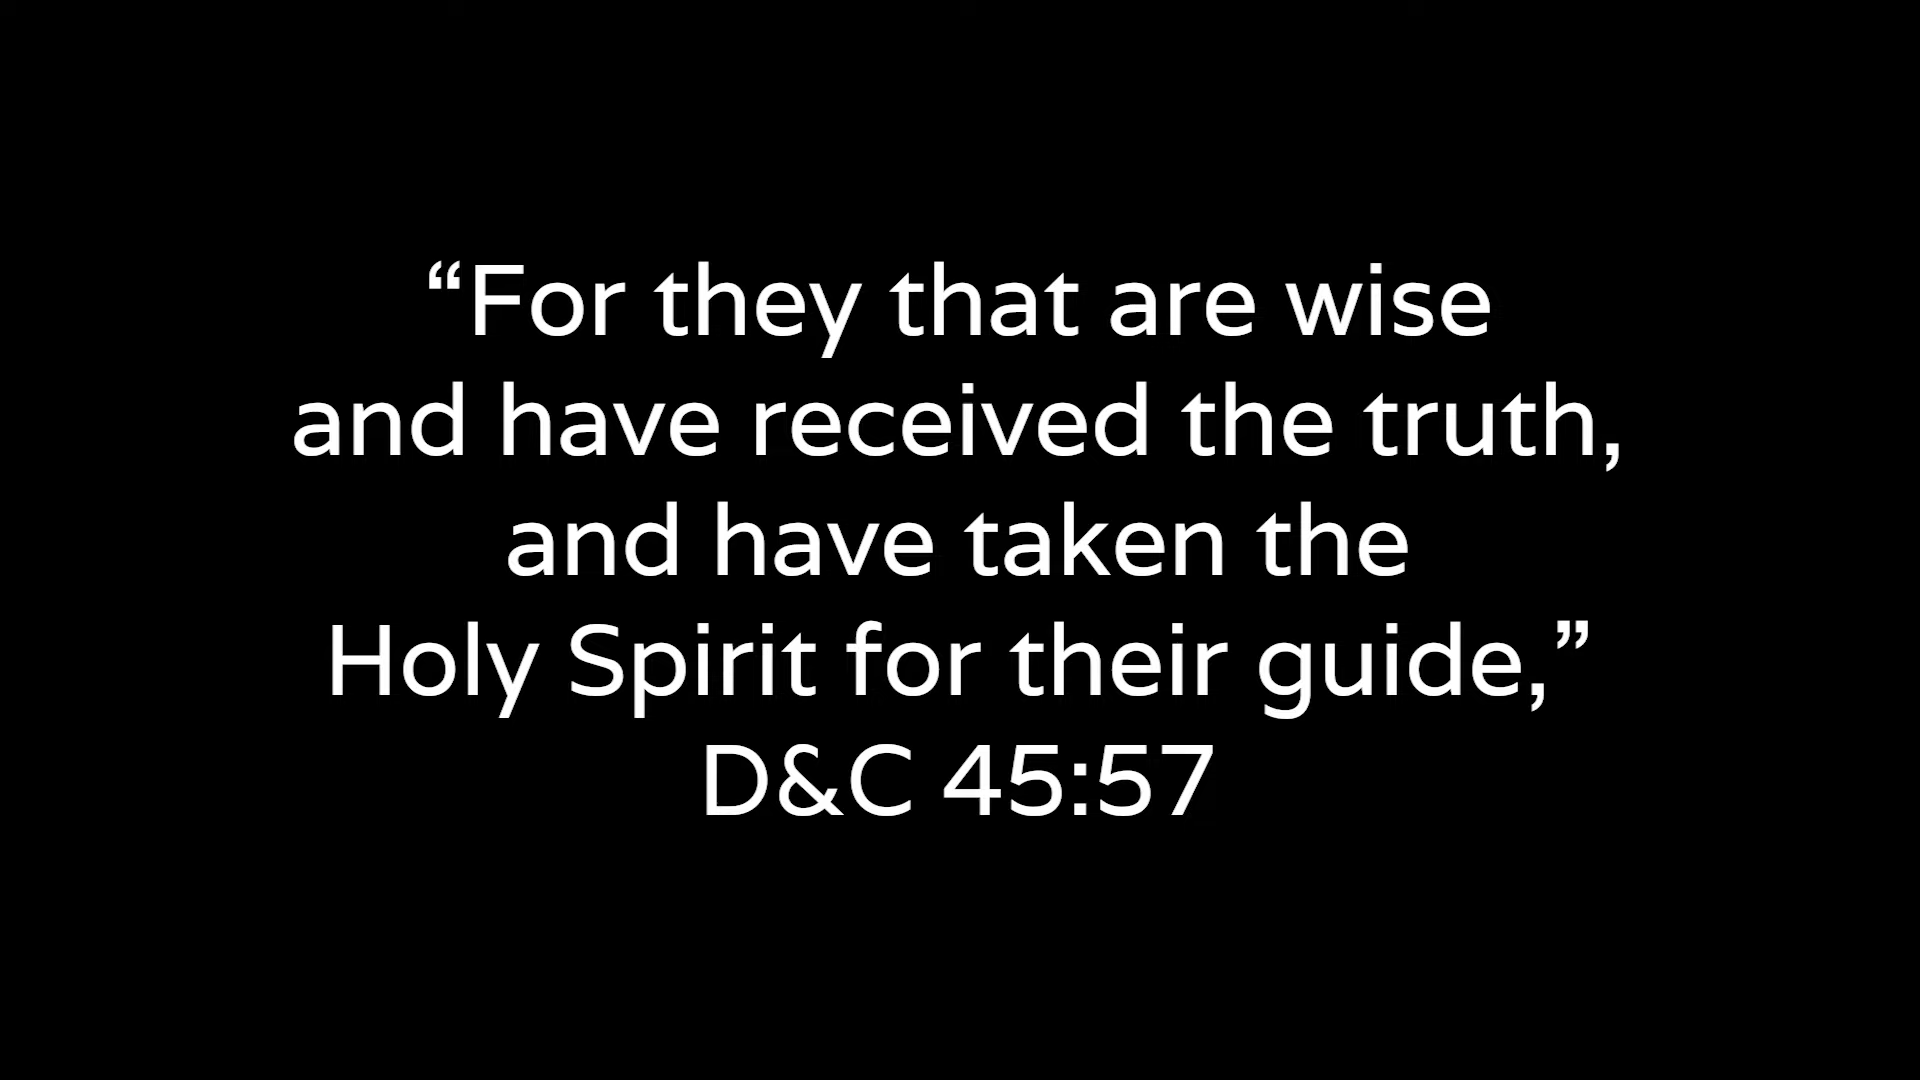 “For they that are wise
and have received the truth,
and have taken the
Holy Spirit for their guide,”
D&C 45:57